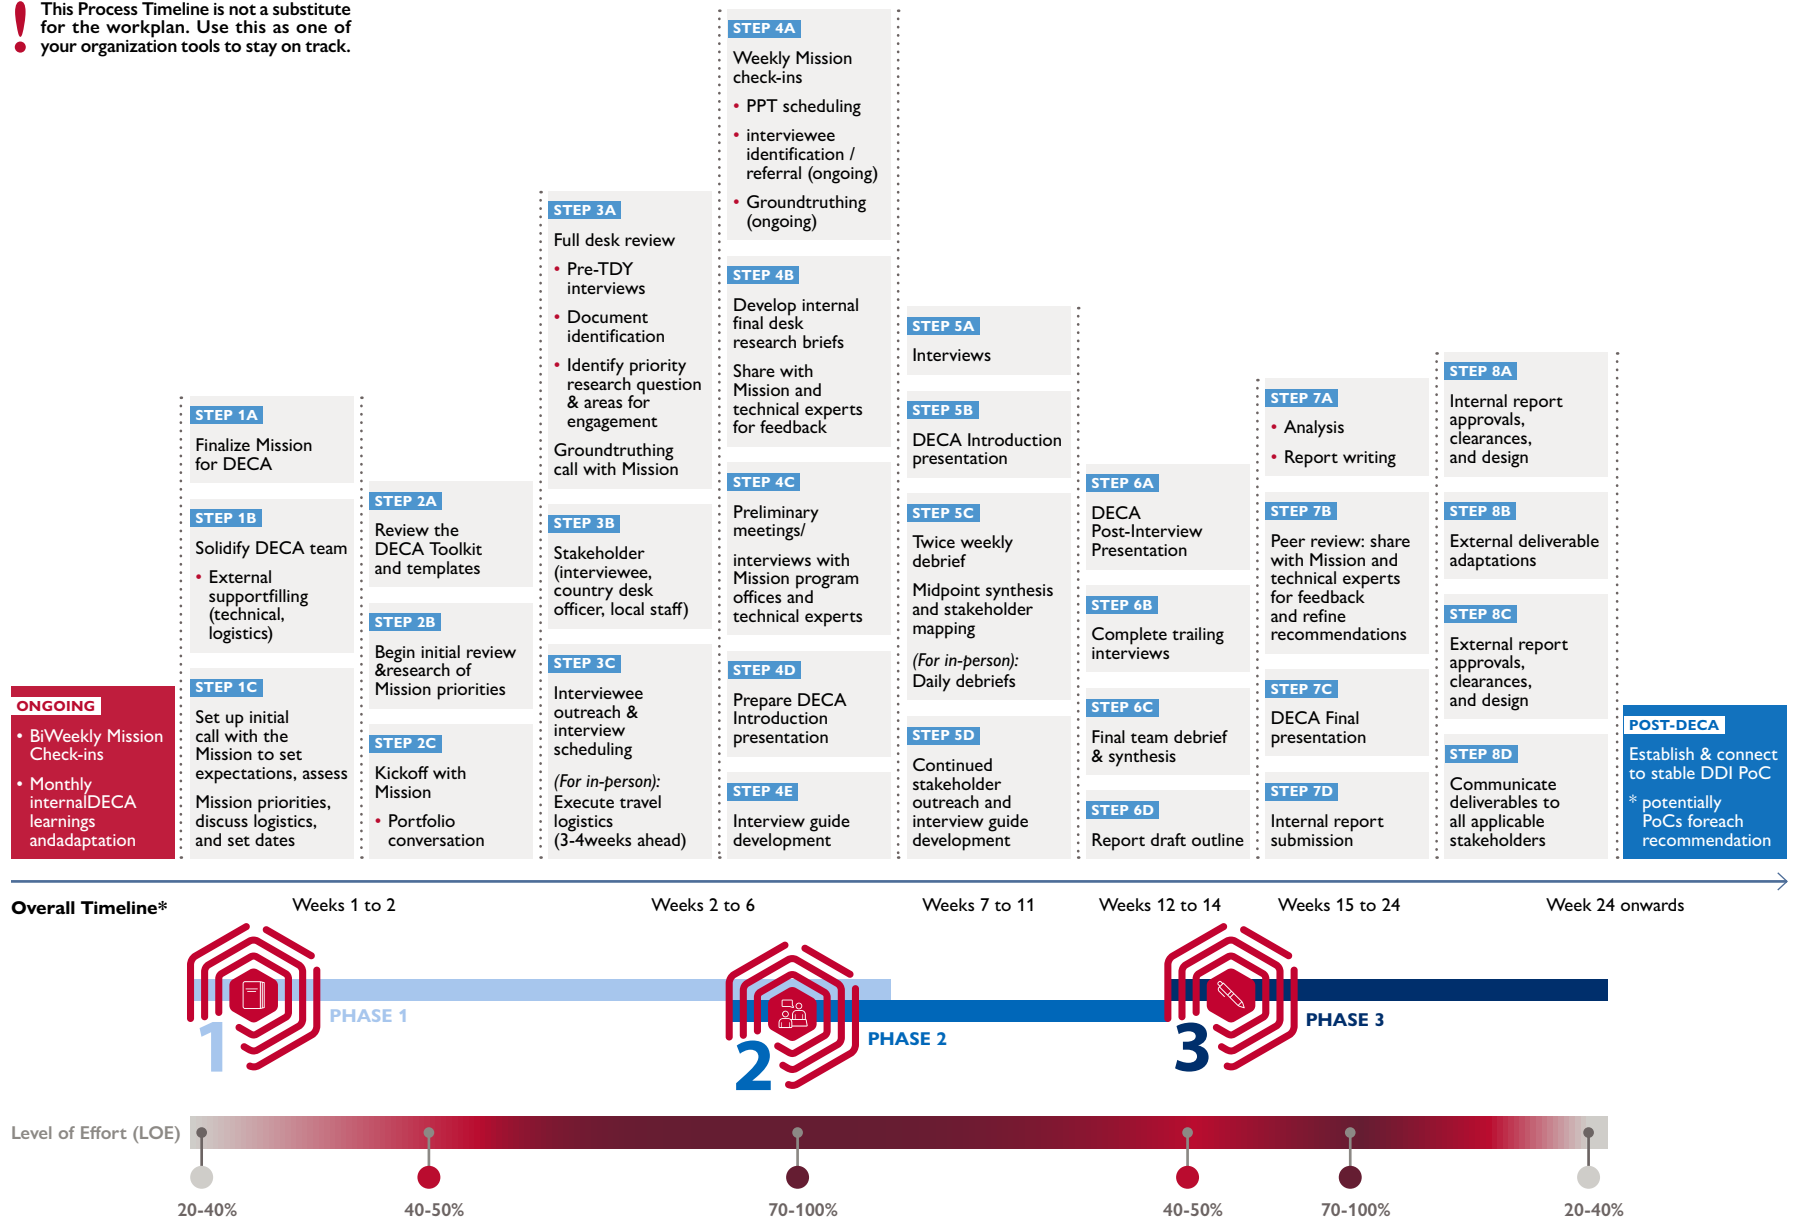 This Process Timeline is not a substitute
for the workplan. Use this as one of
your organization tools to stay on track.
ONGOING
• BiWeekly Mission
Check-ins
• Monthly
internalDECA
learnings
andadaptation
STEP 1A
Finalize Mission
for DECA
STEP 1B
Solidify DECA team
• External
supportfilling
(technical,
logistics)
STEP 1C
Set up initial
call with the
Mission to set
expectations, assess
Mission priorities,
discuss logistics,
and set dates
STEP 2A
Review the
DECA Toolkit
and templates
STEP 2B
Begin initial review
&research of
Mission priorities
STEP 2C
Kickoff with
Mission
• Portfolio
conversation
STEP 3A
Full desk review
• Pre-TDY
interviews
• Document
identification
• Identify priority
research question
& areas for
engagement
Groundtruthing
call with Mission
STEP 3B
Stakeholder
(interviewee,
country desk
officer, local staff)
STEP 3C
Interviewee
outreach &
interview
scheduling
(For in-person):
Execute travel
logistics
(3-4weeks ahead)
STEP 4A
Weekly Mission
check-ins
• PPT scheduling
• interviewee
identification /
referral (ongoing)
• Groundtruthing
(ongoing)
STEP 4B
Develop internal
final desk
research briefs
Share with
Mission and
technical experts
for feedback
STEP 4C
Preliminary
meetings/
interviews with
Mission program
offices and
technical experts
STEP 4D
Prepare DECA
Introduction
presentation
STEP 4E
Interview guide
development
STEP 5A
Interviews
STEP 5B
DECA Introduction
presentation
STEP 5C
Twice weekly
debrief
Midpoint synthesis
and stakeholder
mapping
(For in-person):
Daily debriefs
STEP 5D
Continued
stakeholder
outreach and
interview guide
development
STEP 6A
DECA
Post-Interview
Presentation
STEP 6B
Complete trailing
interviews
STEP 6C
Final team debrief
& synthesis
STEP 6D
Report draft outline
STEP 7A
• Analysis
• Report writing
STEP 7B
Peer review: share
with Mission and
technical experts
for feedback
and refine
recommendations
STEP 7C
DECA Final
presentation
STEP 7D
Internal report
submission
STEP 8A
Internal report
approvals,
clearances,
and design
STEP 8B
External deliverable
adaptations
STEP 8C
External report
approvals,
clearances,
and design
STEP 8D
Communicate
deliverables to
all applicable
stakeholders
POST-DECA
Establish & connect
to stable DDI PoC
* potentially
PoCs foreach
recommendation
Overall Timeline*
Weeks 1 to 2
Weeks 2 to 6
Weeks 7 to 11
Weeks 12 to 14
Weeks 15 to 24
Week 24 onwards
1
PHASE 1
2
PHASE 2
3
PHASE 3
Level of Effort (LOE)
20-40%
40-50%
70-100%
40-50%
70-100%
20-40%